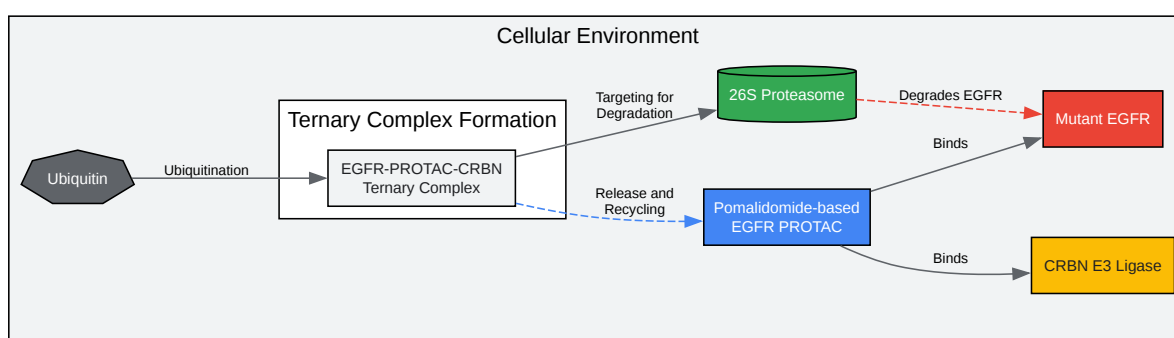 Cellular Environment
Ternary Complex Formation
Ubiquitin
Ubiquitination
EGFR-PROTAC-CRBN
Ternary Complex
Targeting for
Degradation
Release and
Recycling
26S Proteasome
Degrades EGFR
Mutant EGFR
Binds
Pomalidomide-based
EGFR PROTAC
Binds
CRBN E3 Ligase